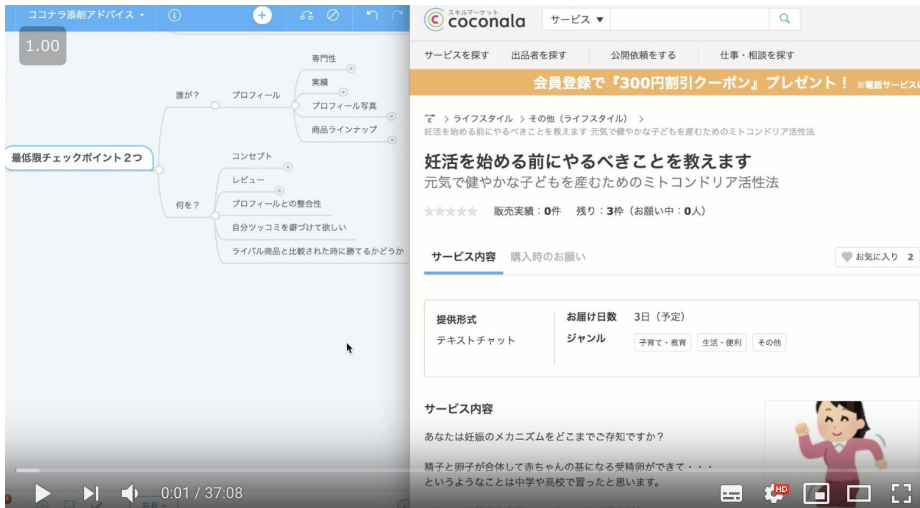 ココナラ添削アドバイス
1.00
最低限チェックポイント2つ
誰が?
プロフィール
専門性
実績
プロフィール写真
商品ラインナップ
何を?
コンセプト
レビュー
プロフィールとの整合性
自分ツッコミを癖づけて欲しい
ライバル商品と比較された時に勝てるかどうか
0:01 / 37:08
スキルマーケット
coconala
サービス ▼
サービスを探す 出品者を探す 公開依頼をする 仕事・相談を探す
会員登録で『300円割引クーポン』プレゼント! ※電話サービスに
> ライフスタイル > その他(ライフスタイル) >
妊活を始める前にやるべきことを教えます 元気で健やかな子どもを産むためのミトコンドリア活性法
妊活を始める前にやるべきことを教えます
元気で健やかな子どもを産むためのミトコンドリア活性法
★★★★★ 販売実績:0件 残り:3枠(お願い中:0人)
サービス内容 購入時のお願い
お気に入り 2
提供形式
テキストチャット
お届け日数 3日(予定)
ジャンル 子育て・教育 生活・便利 その他
サービス内容
あなたは妊娠のメカニズムをどこまでご存知ですか?
精子と卵子が合体して赤ちゃんの基になる受精卵ができて・・・
というようなことは中学や高校で習ったと思います。
HD